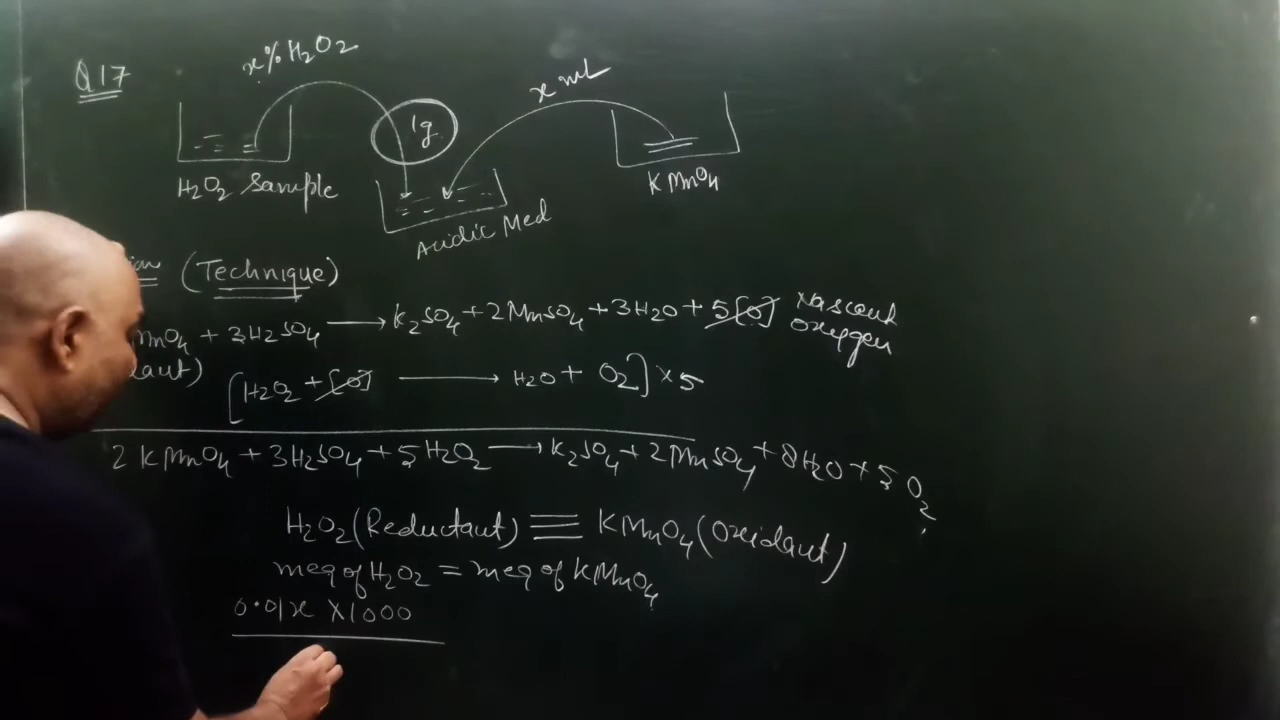 Q17
x% H2O2
1g
x mL
H2O2 Sample
KMnO4
Acidic Med
(Technique)
MnO4 + 3H2SO4 → K2SO4 + 2MnSO4 + 3H2O + 5[O] Nascent oxygen
[H2O2 + [O] → H2O + O2] × 5
2KMnO4 + 3H2SO4 + 5H2O2 → K2SO4 + 2MnSO4 + 8H2O + 5O2
H2O2 (Reductant) ≡ KMnO4 (Oxidant)
meq of H2O2 = meq of KMnO4
0.01x × 1000